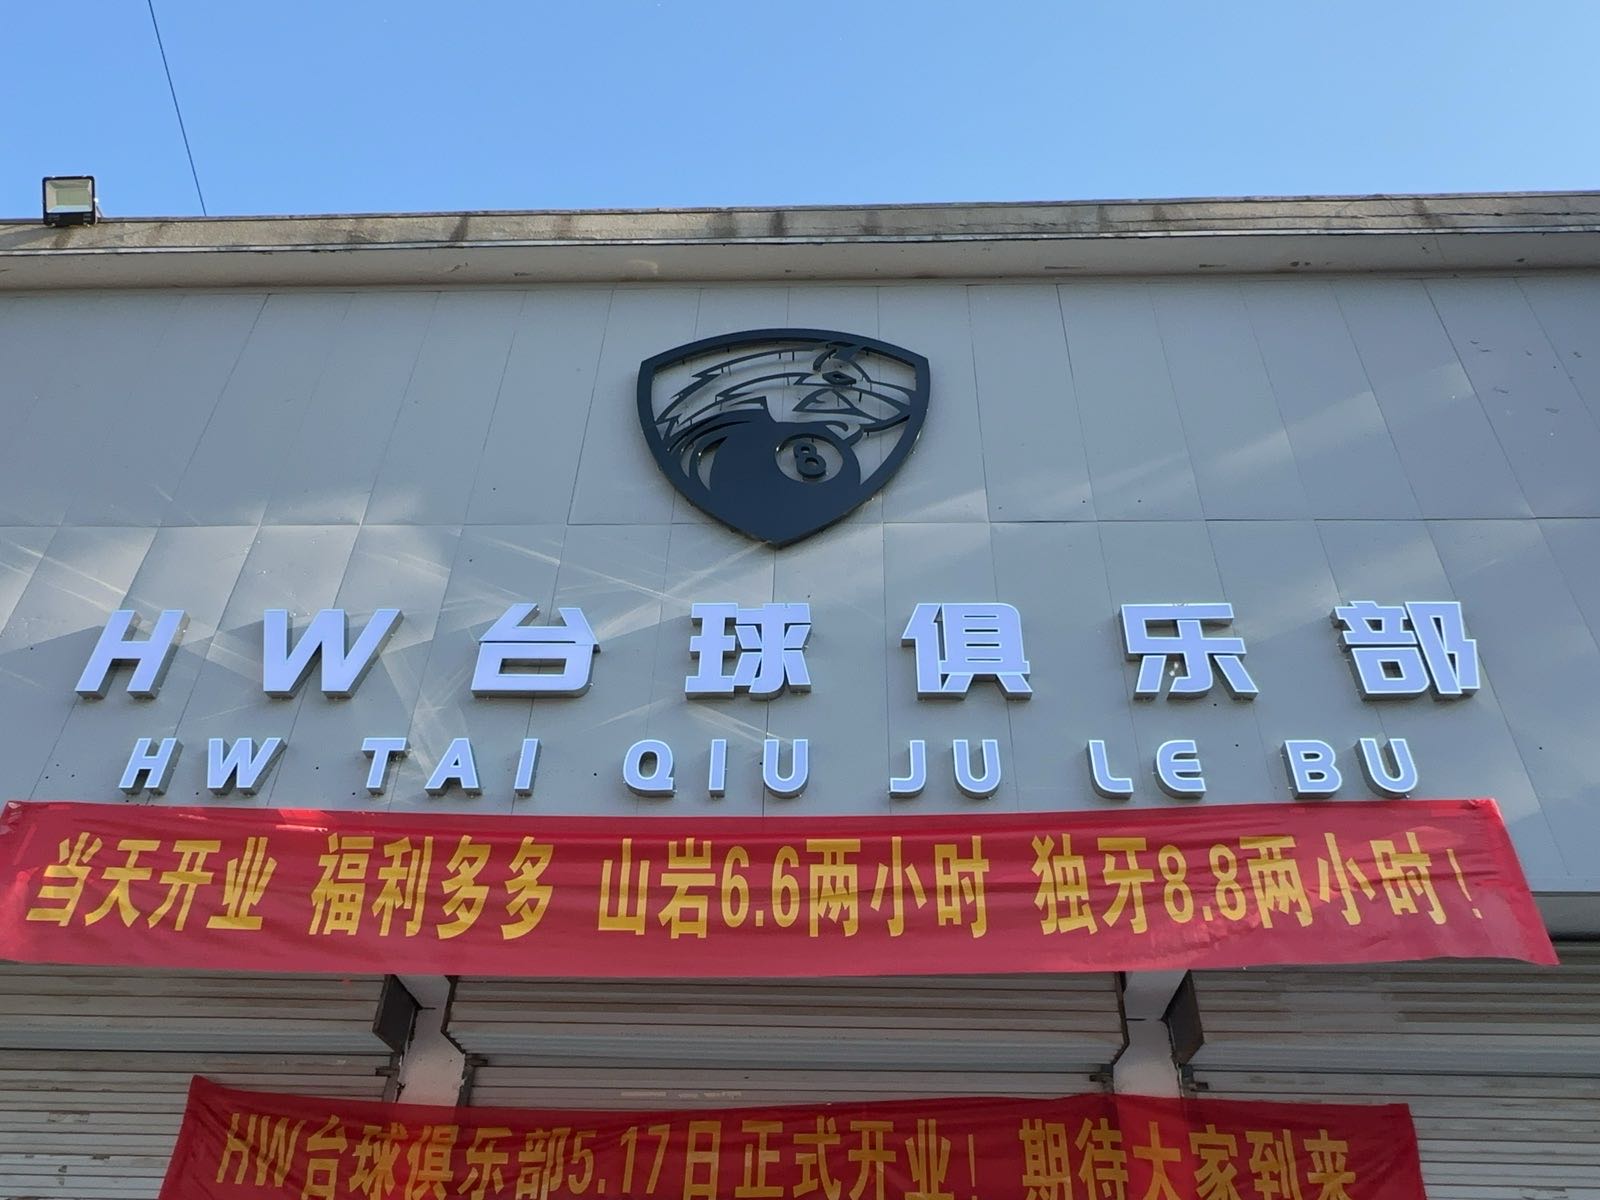 8
HW台球俱乐部
HW TAI QIU JU LE BU
当天开业 福利多多 山岩6.6两小时 独牙8.8两小时！
HW台球俱乐部5.17日正式开业！ 期待大家到来